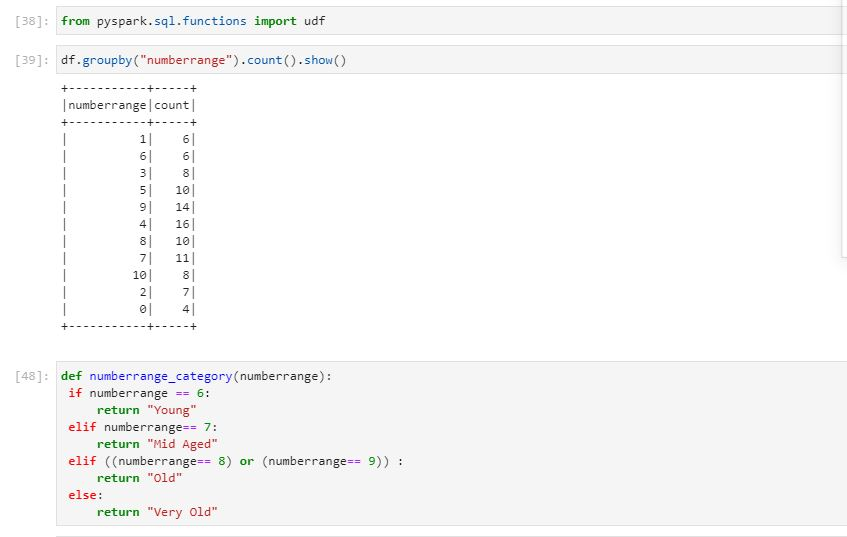 [38]: from pyspark.sql.functions import udf
[39]: df.groupby("numberrange").count().show()
+-----------+-----+
|numberrange|count|
+-----------+-----+
|          1|    6|
|          6|    6|
|          3|    8|
|          5|   10|
|          9|   14|
|          4|   16|
|          8|   10|
|          7|   11|
|         10|    8|
|          2|    7|
|          0|    4|
+-----------+-----+
[48]: def numberrange_category(numberrange):
 if numberrange == 6:
     return "Young"
 elif numberrange== 7:
     return "Mid Aged"
 elif ((numberrange== 8) or (numberrange== 9)) :
     return "Old"
 else:
     return "Very Old"